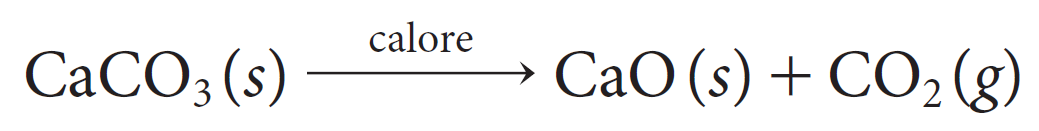 CaCO₃(s) ⟶ CaO(s) + CO₂(g)
calore